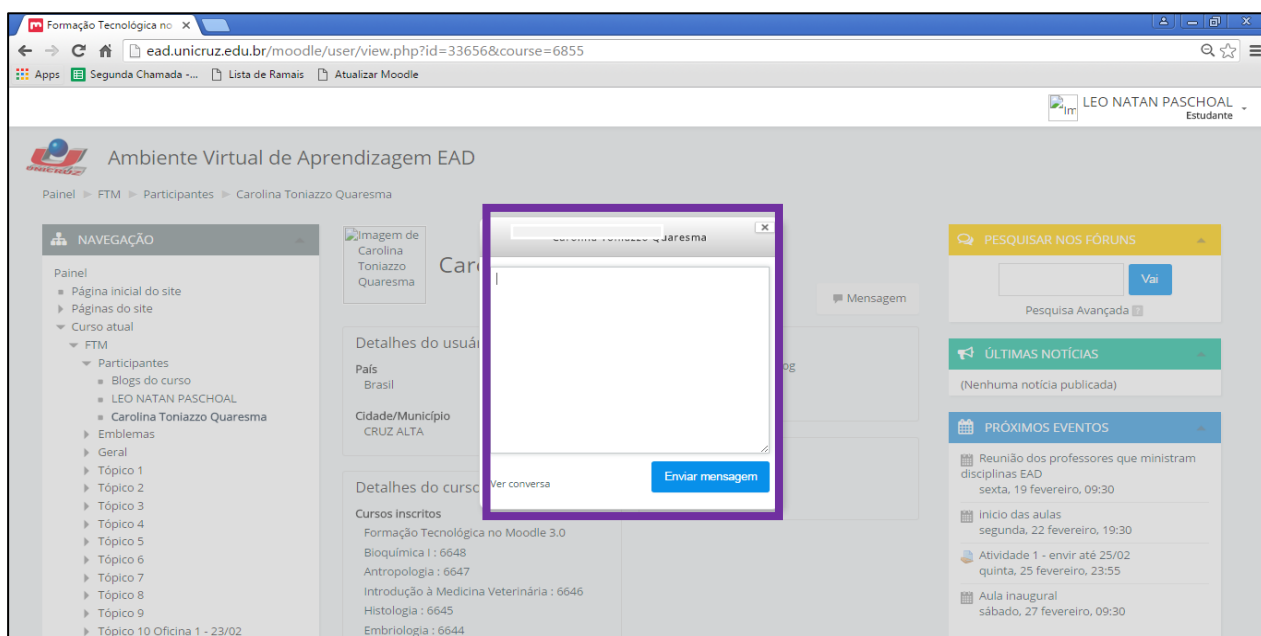 Formação Tecnológica no
ead.unicruz.edu.br/moodle/user/view.php?id=33656&course=6855
Apps Segunda Chamada -... Lista de Ramais Atualizar Moodle
LEO NATAN PASCHOAL
Estudante
UNICRUZ
Ambiente Virtual de Aprendizagem EAD
Painel FTM Participantes Carolina Toniazzo Quaresma
NAVEGAÇÃO
Painel
Página inicial do site
Páginas do site
Curso atual
FTM
Participantes
Blogs do curso
LEO NATAN PASCHOAL
Carolina Toniazzo Quaresma
Emblemas
Geral
Tópico 1
Tópico 2
Tópico 3
Tópico 4
Tópico 5
Tópico 6
Tópico 7
Tópico 8
Tópico 9
Tópico 10 Oficina 1 - 23/02
Imagem de
Carolina
Toniazzo
Quaresma
Car
Mensagem
Detalhes do usuá
País
Brasil
Cidade/Município
CRUZ ALTA
og
Detalhes do curso
Cursos inscritos
Formação Tecnológica no Moodle 3.0
Bioquímica I : 6648
Antropologia : 6647
Introdução à Medicina Veterinária : 6646
Histologia : 6645
Embriologia : 6644
Carolina Toniazzo Quaresma
Ver conversa
Enviar mensagem
PESQUISAR NOS FÓRUNS
Vai
Pesquisa Avançada
ÚLTIMAS NOTÍCIAS
(Nenhuma notícia publicada)
PRÓXIMOS EVENTOS
Reunião dos professores que ministram
disciplinas EAD
sexta, 19 fevereiro, 09:30
inicio das aulas
segunda, 22 fevereiro, 19:30
Atividade 1 - envir até 25/02
quinta, 25 fevereiro, 23:55
Aula inaugural
sábado, 27 fevereiro, 09:30